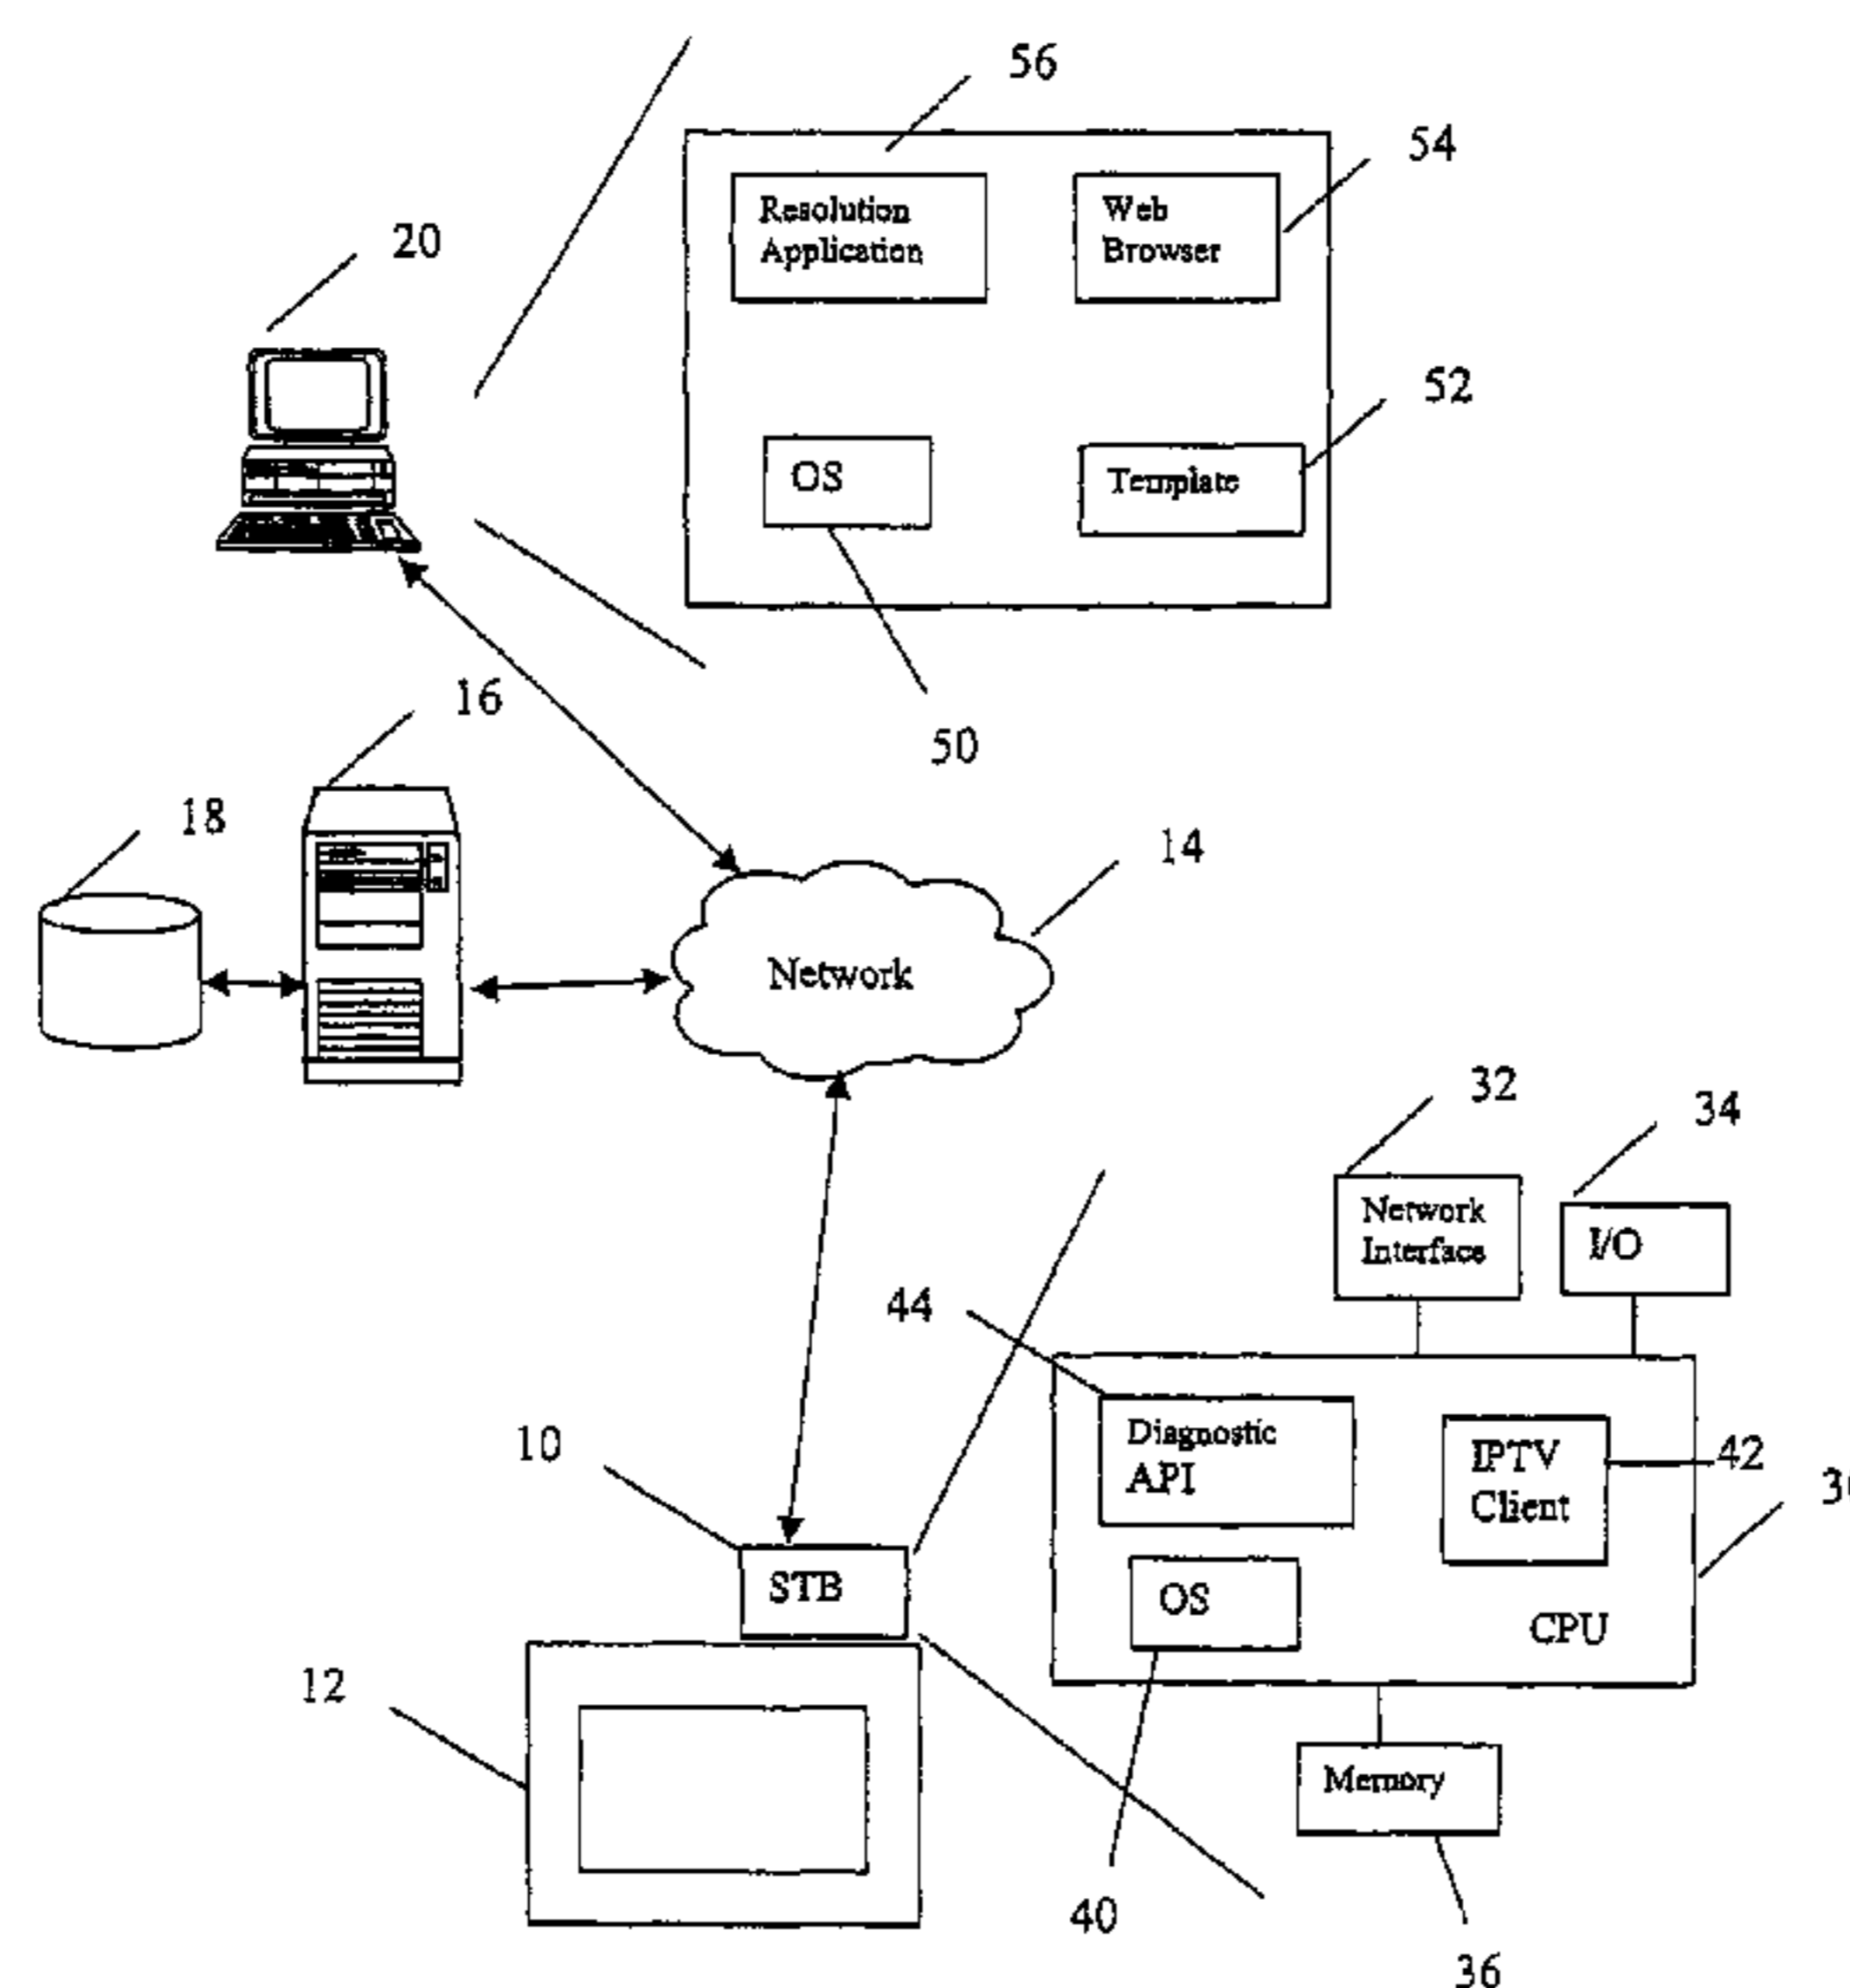 56
54
Resolution
Application
Web
Browser
20
52
OS
Template
16
50
18
14
Network
32
34
Network
Interface
I/O
44
10
Diagnostic
API
IPTV
Client
42
OS
CPU
STB
12
Memory
40
36